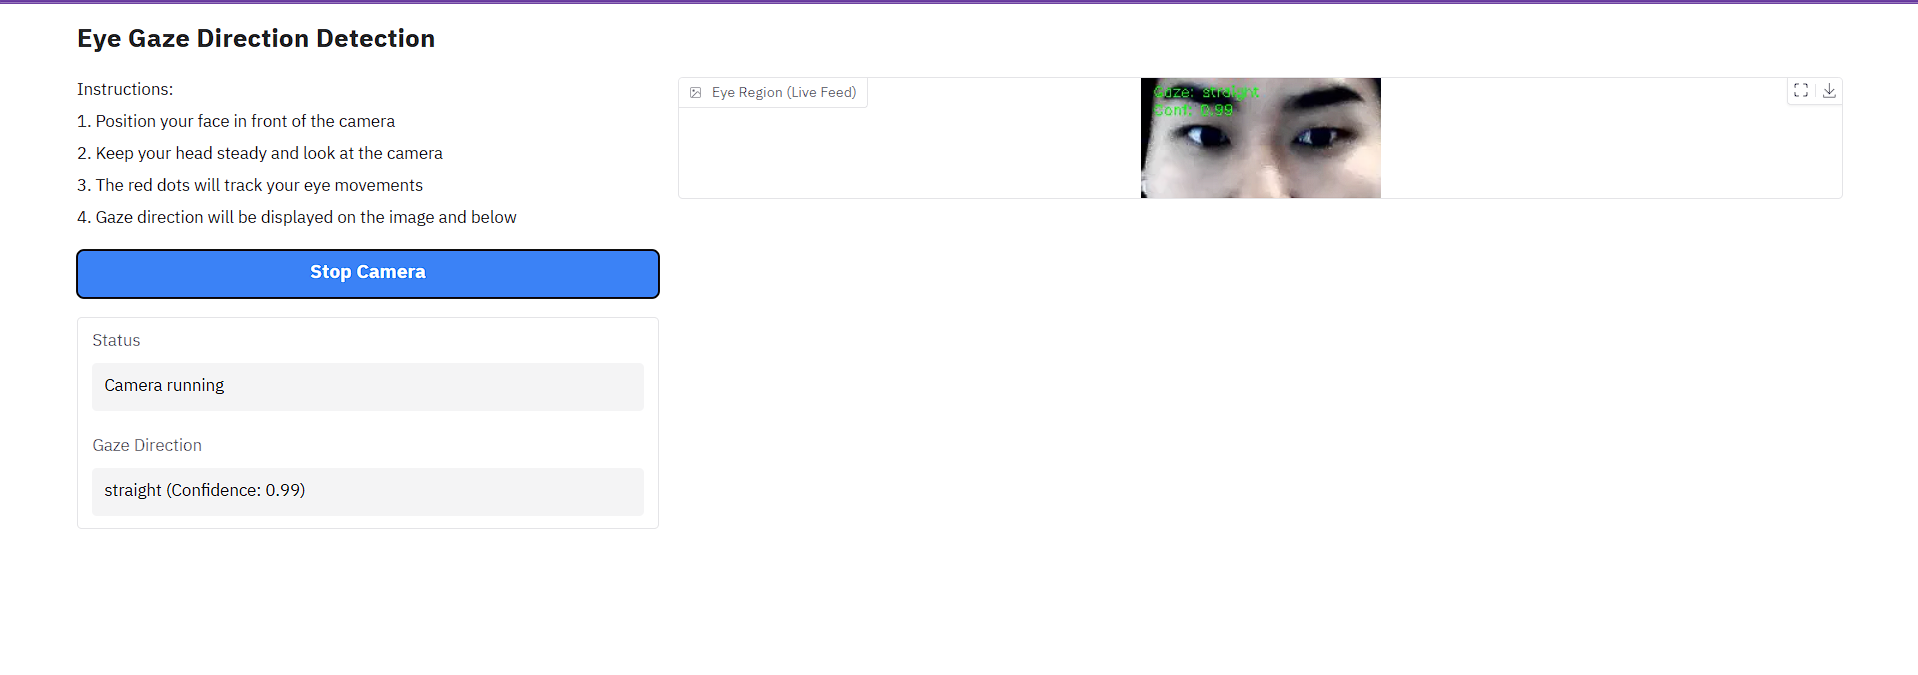 Eye Gaze Direction Detection
Instructions:
1. Position your face in front of the camera
2. Keep your head steady and look at the camera
3. The red dots will track your eye movements
4. Gaze direction will be displayed on the image and below
Stop Camera
Status
Camera running
Gaze Direction
straight (Confidence: 0.99)
Eye Region (Live Feed)
Gaze: straight
Conf: 0.99